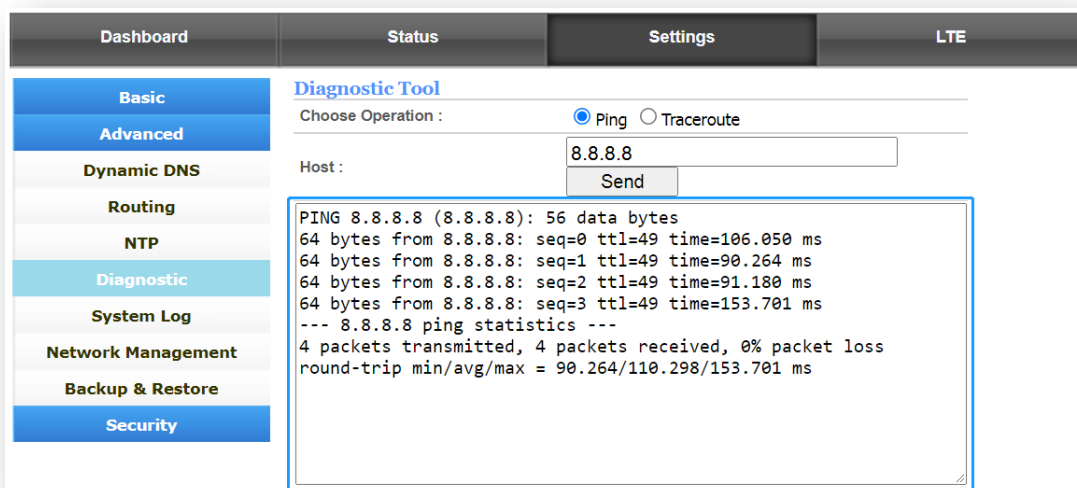 Dashboard Status Settings LTE
Basic
Advanced
Dynamic DNS
Routing
NTP
Diagnostic
System Log
Network Management
Backup & Restore
Security
Diagnostic Tool
Choose Operation : Ping Traceroute
Host : 8.8.8.8
Send
PING 8.8.8.8 (8.8.8.8): 56 data bytes
64 bytes from 8.8.8.8: seq=0 ttl=49 time=106.050 ms
64 bytes from 8.8.8.8: seq=1 ttl=49 time=90.264 ms
64 bytes from 8.8.8.8: seq=2 ttl=49 time=91.180 ms
64 bytes from 8.8.8.8: seq=3 ttl=49 time=153.701 ms
--- 8.8.8.8 ping statistics ---
4 packets transmitted, 4 packets received, 0% packet loss
round-trip min/avg/max = 90.264/110.298/153.701 ms